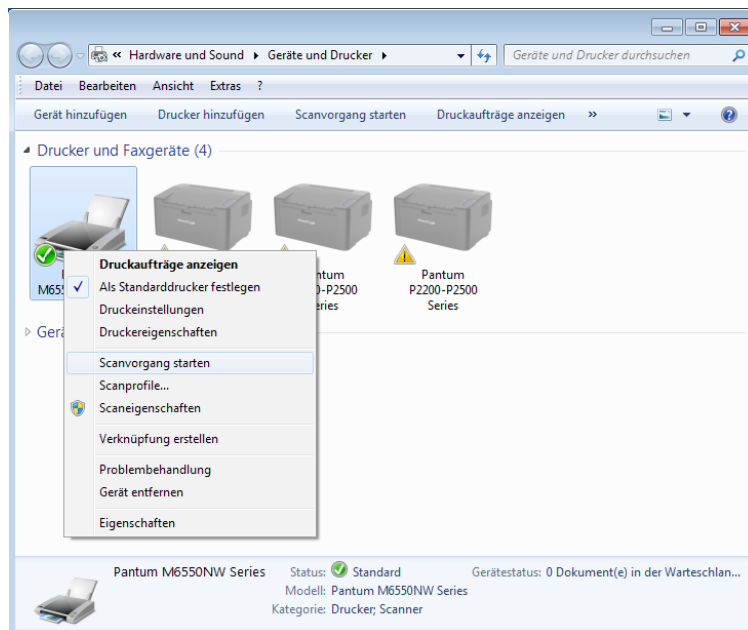 « Hardware und Sound ▸ Geräte und Drucker ▸
Geräte und Drucker durchsuchen
Datei Bearbeiten Ansicht Extras ?
Gerät hinzufügen Drucker hinzufügen Scanvorgang starten Druckaufträge anzeigen »
Drucker und Faxgeräte (4)
M655
Pantum
P2200-P2500
Series
0-P2500
Druckaufträge anzeigen
Als Standarddrucker festlegen
Druckeinstellungen
Druckereigenschaften
Scanvorgang starten
Scanprofile...
Scaneigenschaften
Verknüpfung erstellen
Problembehandlung
Gerät entfernen
Eigenschaften
Pantum M6550NW Series Status: Standard Gerätestatus: 0 Dokument(e) in der Warteschlan...
Modell: Pantum M6550NW Series
Kategorie: Drucker; Scanner